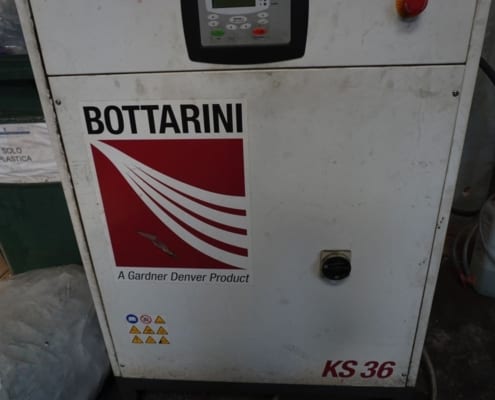 BOTTARINI
SOLO
PLASTICA
A Gardner Denver Product
KS 36